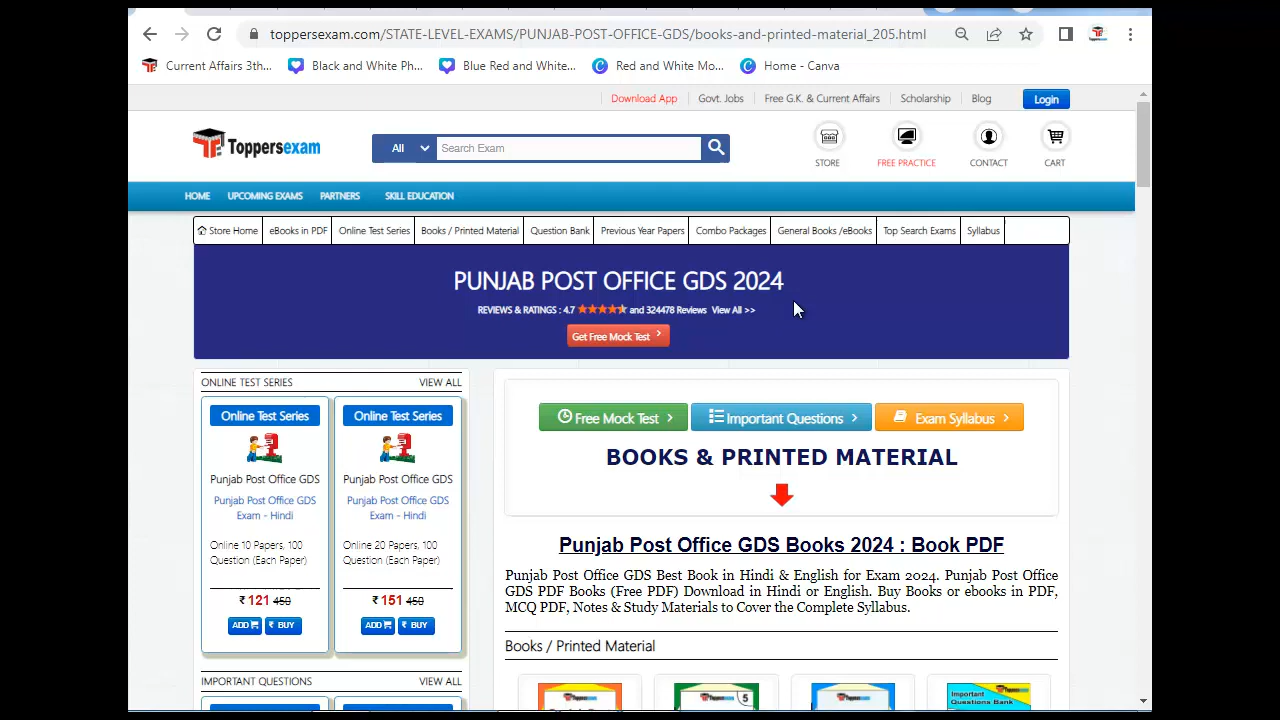 toppersexam.com/STATE-LEVEL-EXAMS/PUNJAB-POST-OFFICE-GDS/books-and-printed-material_205.html
Current Affairs 3th... Black and White Ph... Blue Red and White... Red and White Mo... Home - Canva
Download App Govt. Jobs Free G.K. & Current Affairs Scholarship Blog Login
Toppersexam All Search Exam STORE FREE PRACTICE CONTACT CART
HOME UPCOMING EXAMS PARTNERS SKILL EDUCATION
Store Home eBooks in PDF Online Test Series Books / Printed Material Question Bank Previous Year Papers Combo Packages General Books /eBooks Top Search Exams Syllabus
PUNJAB POST OFFICE GDS 2024
REVIEWS & RATINGS : 4.7 and 324478 Reviews View All >>
Get Free Mock Test
ONLINE TEST SERIES VIEW ALL
Online Test Series
Punjab Post Office GDS
Punjab Post Office GDS
Exam - Hindi
Online 10 Papers, 100
Question (Each Paper)
₹ 121 450
ADD ₹ BUY
Online Test Series
Punjab Post Office GDS
Punjab Post Office GDS
Exam - Hindi
Online 20 Papers, 100
Question (Each Paper)
₹ 151 450
ADD ₹ BUY
IMPORTANT QUESTIONS VIEW ALL
Free Mock Test Important Questions Exam Syllabus
BOOKS & PRINTED MATERIAL
Punjab Post Office GDS Books 2024 : Book PDF
Punjab Post Office GDS Best Book in Hindi & English for Exam 2024. Punjab Post Office
GDS PDF Books (Free PDF) Download in Hindi or English. Buy Books or ebooks in PDF,
MCQ PDF, Notes & Study Materials to Cover the Complete Syllabus.
Books / Printed Material
Toppersexam
Toppersexam 5
Toppersexam
Important
Questions Bank
Toppersexam